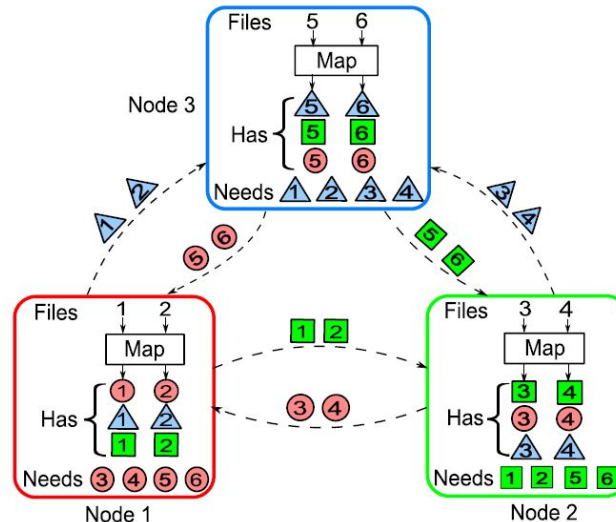 Files 5 6
Map
Node 3
5 6
Has 5 6
5 6
Needs 1 2 3 4
1 2
3 4
5 6
5 6
Files 1 2
Map
1 2
Has 1 2
1 2
Needs 3 4 5 6
Node 1
1 2
3 4
Files 3 4
Map
3 4
Has 3 4
3 4
Needs 1 2 5 6
Node 2